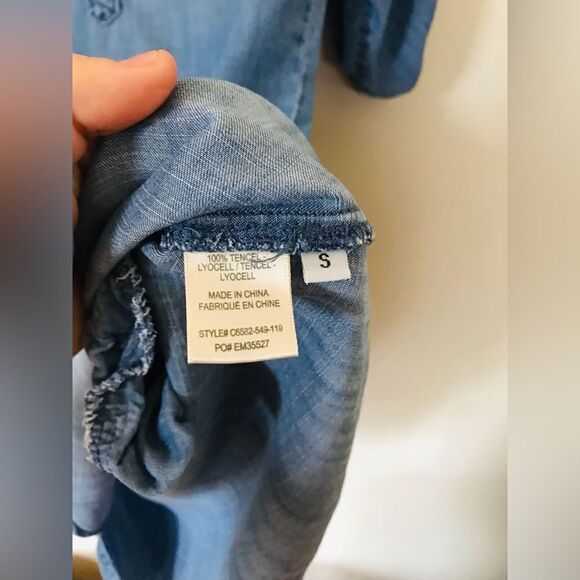 100% TENCEL -
LYOCELL / TENCEL -
LYOCELL
MADE IN CHINA
FABRIQUÉ EN CHINE
STYLE# C6582-549-119
PO# EM35527
S